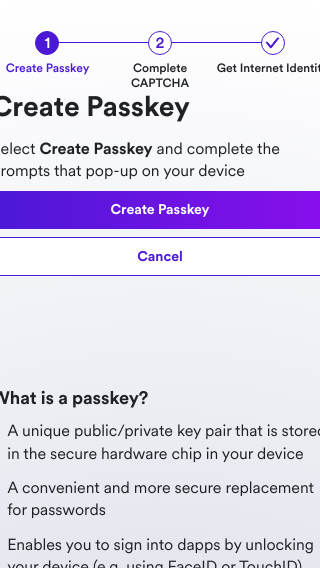 1 2
Create Passkey Complete CAPTCHA Get Internet Identit
Create Passkey
elect Create Passkey and complete the
rompts that pop-up on your device
Create Passkey
Cancel
What is a passkey?
A unique public/private key pair that is stored
in the secure hardware chip in your device
A convenient and more secure replacement
for passwords
Enables you to sign into dapps by unlocking
your device (e.g. using FaceID or TouchID)